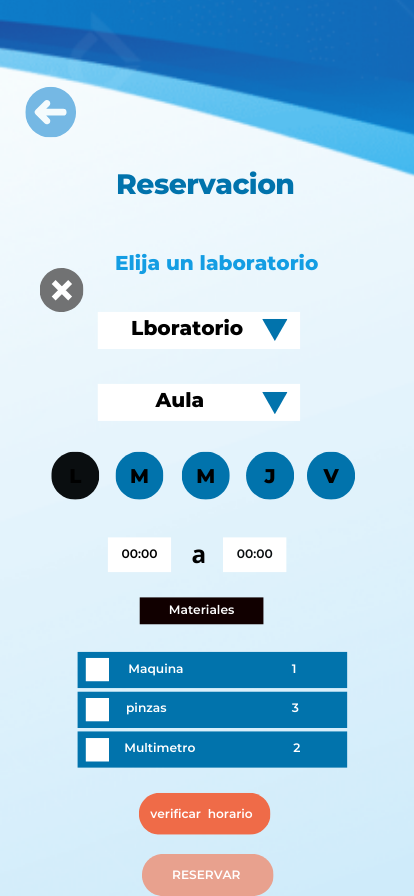 Reservacion
Elija un laboratorio
Lboratorio
Aula
L M M J V
00:00 a 00:00
Materiales
Maquina 1
pinzas 3
Multimetro 2
verificar horario
RESERVAR